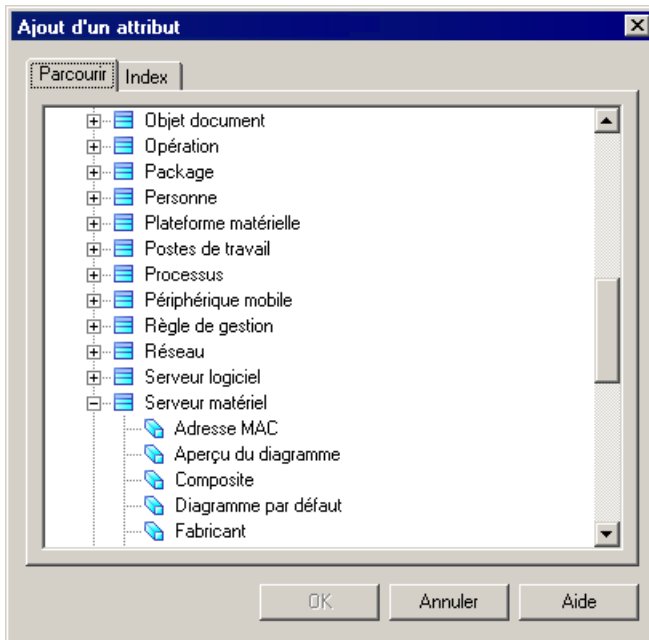 Ajout d'un attribut
Parcourir Index
Objet document
Opération
Package
Personne
Plateforme matérielle
Postes de travail
Processus
Périphérique mobile
Règle de gestion
Réseau
Serveur logiciel
Serveur matériel
Adresse MAC
Aperçu du diagramme
Composite
Diagramme par défaut
Fabricant
OK Annuler Aide